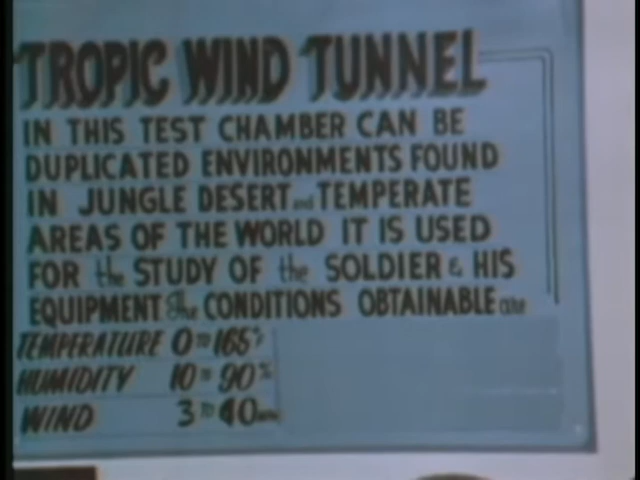 TROPIC WIND TUNNEL
IN THIS TEST CHAMBER CAN BE
DUPLICATED ENVIRONMENTS FOUND
IN JUNGLE DESERT and TEMPERATE
AREAS OF THE WORLD IT IS USED
FOR the STUDY OF the SOLDIER & HIS
EQUIPMENT The CONDITIONS OBTAINABLE are
TEMPERATURE 0 TO 165°F
HUMIDITY 10 TO 90%
WIND 3 TO 40